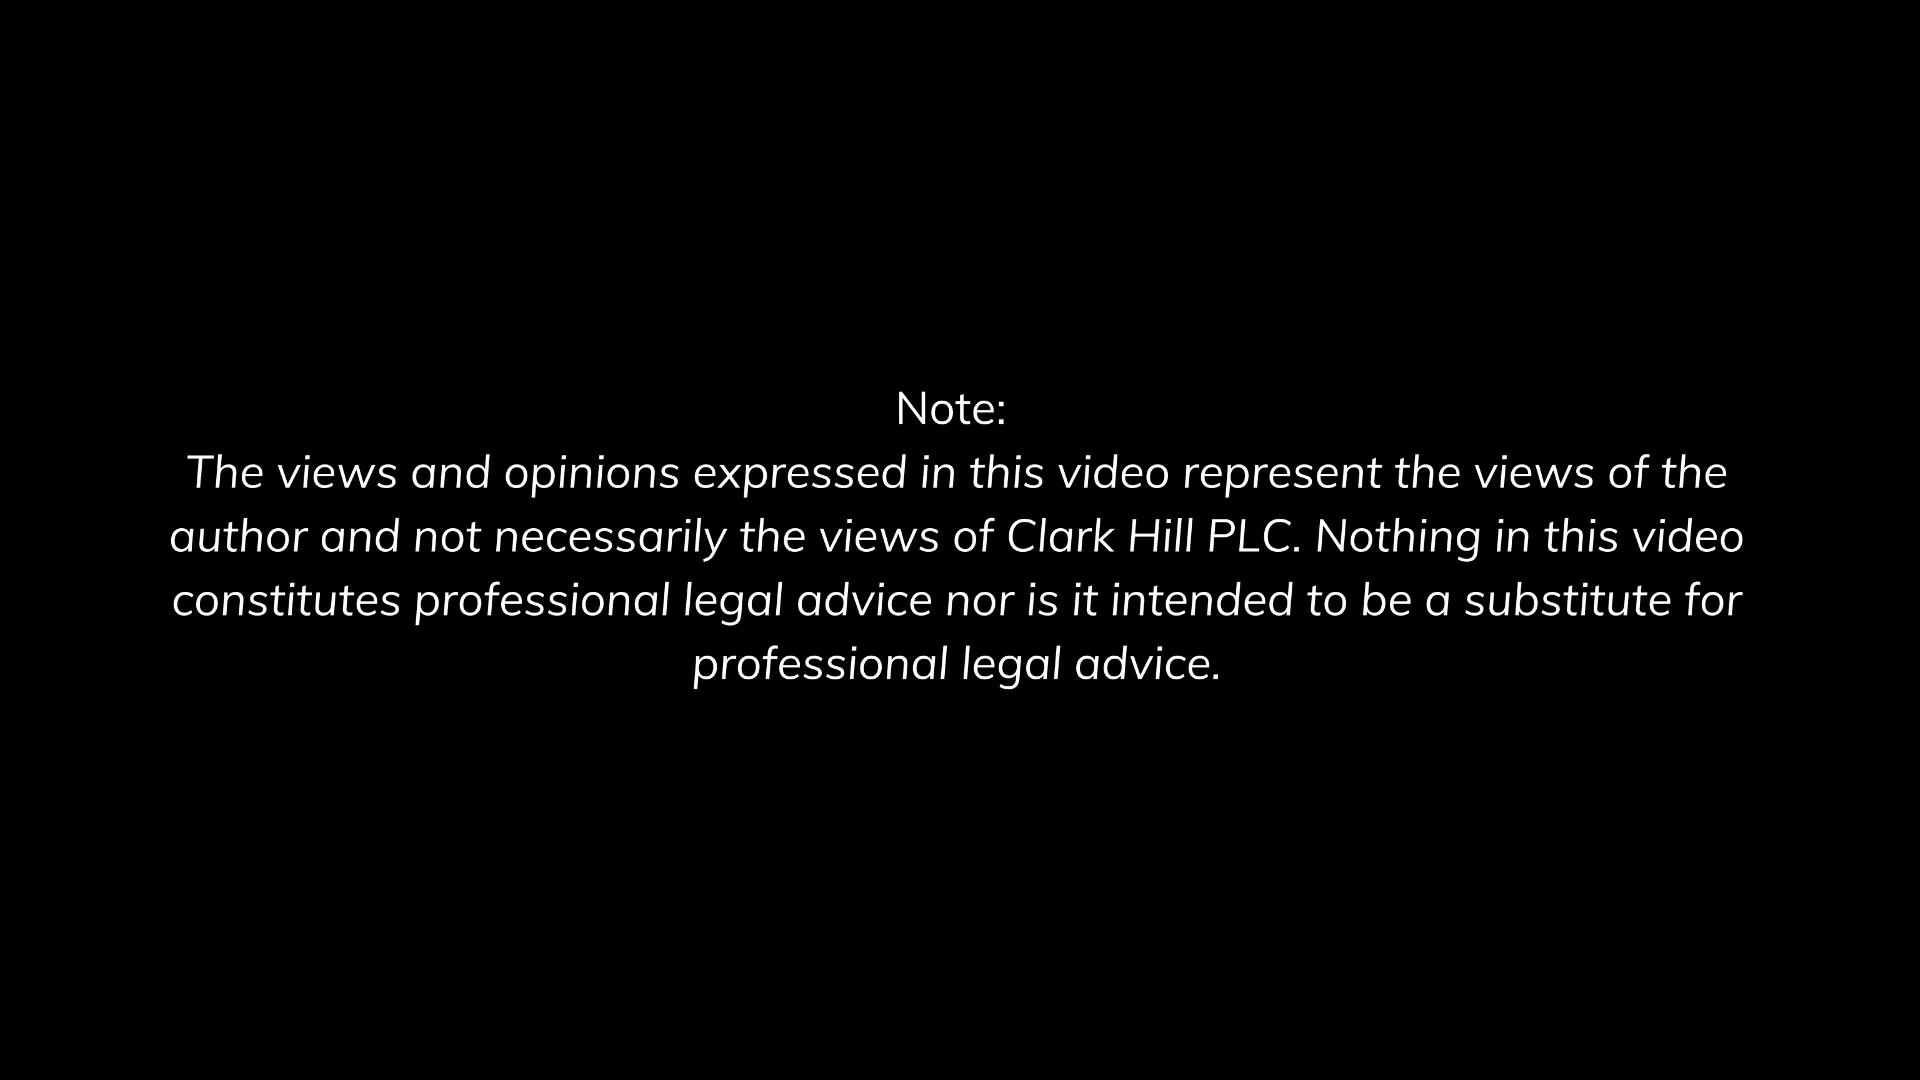 Note:
The views and opinions expressed in this video represent the views of the
author and not necessarily the views of Clark Hill PLC. Nothing in this video
constitutes professional legal advice nor is it intended to be a substitute for
professional legal advice.